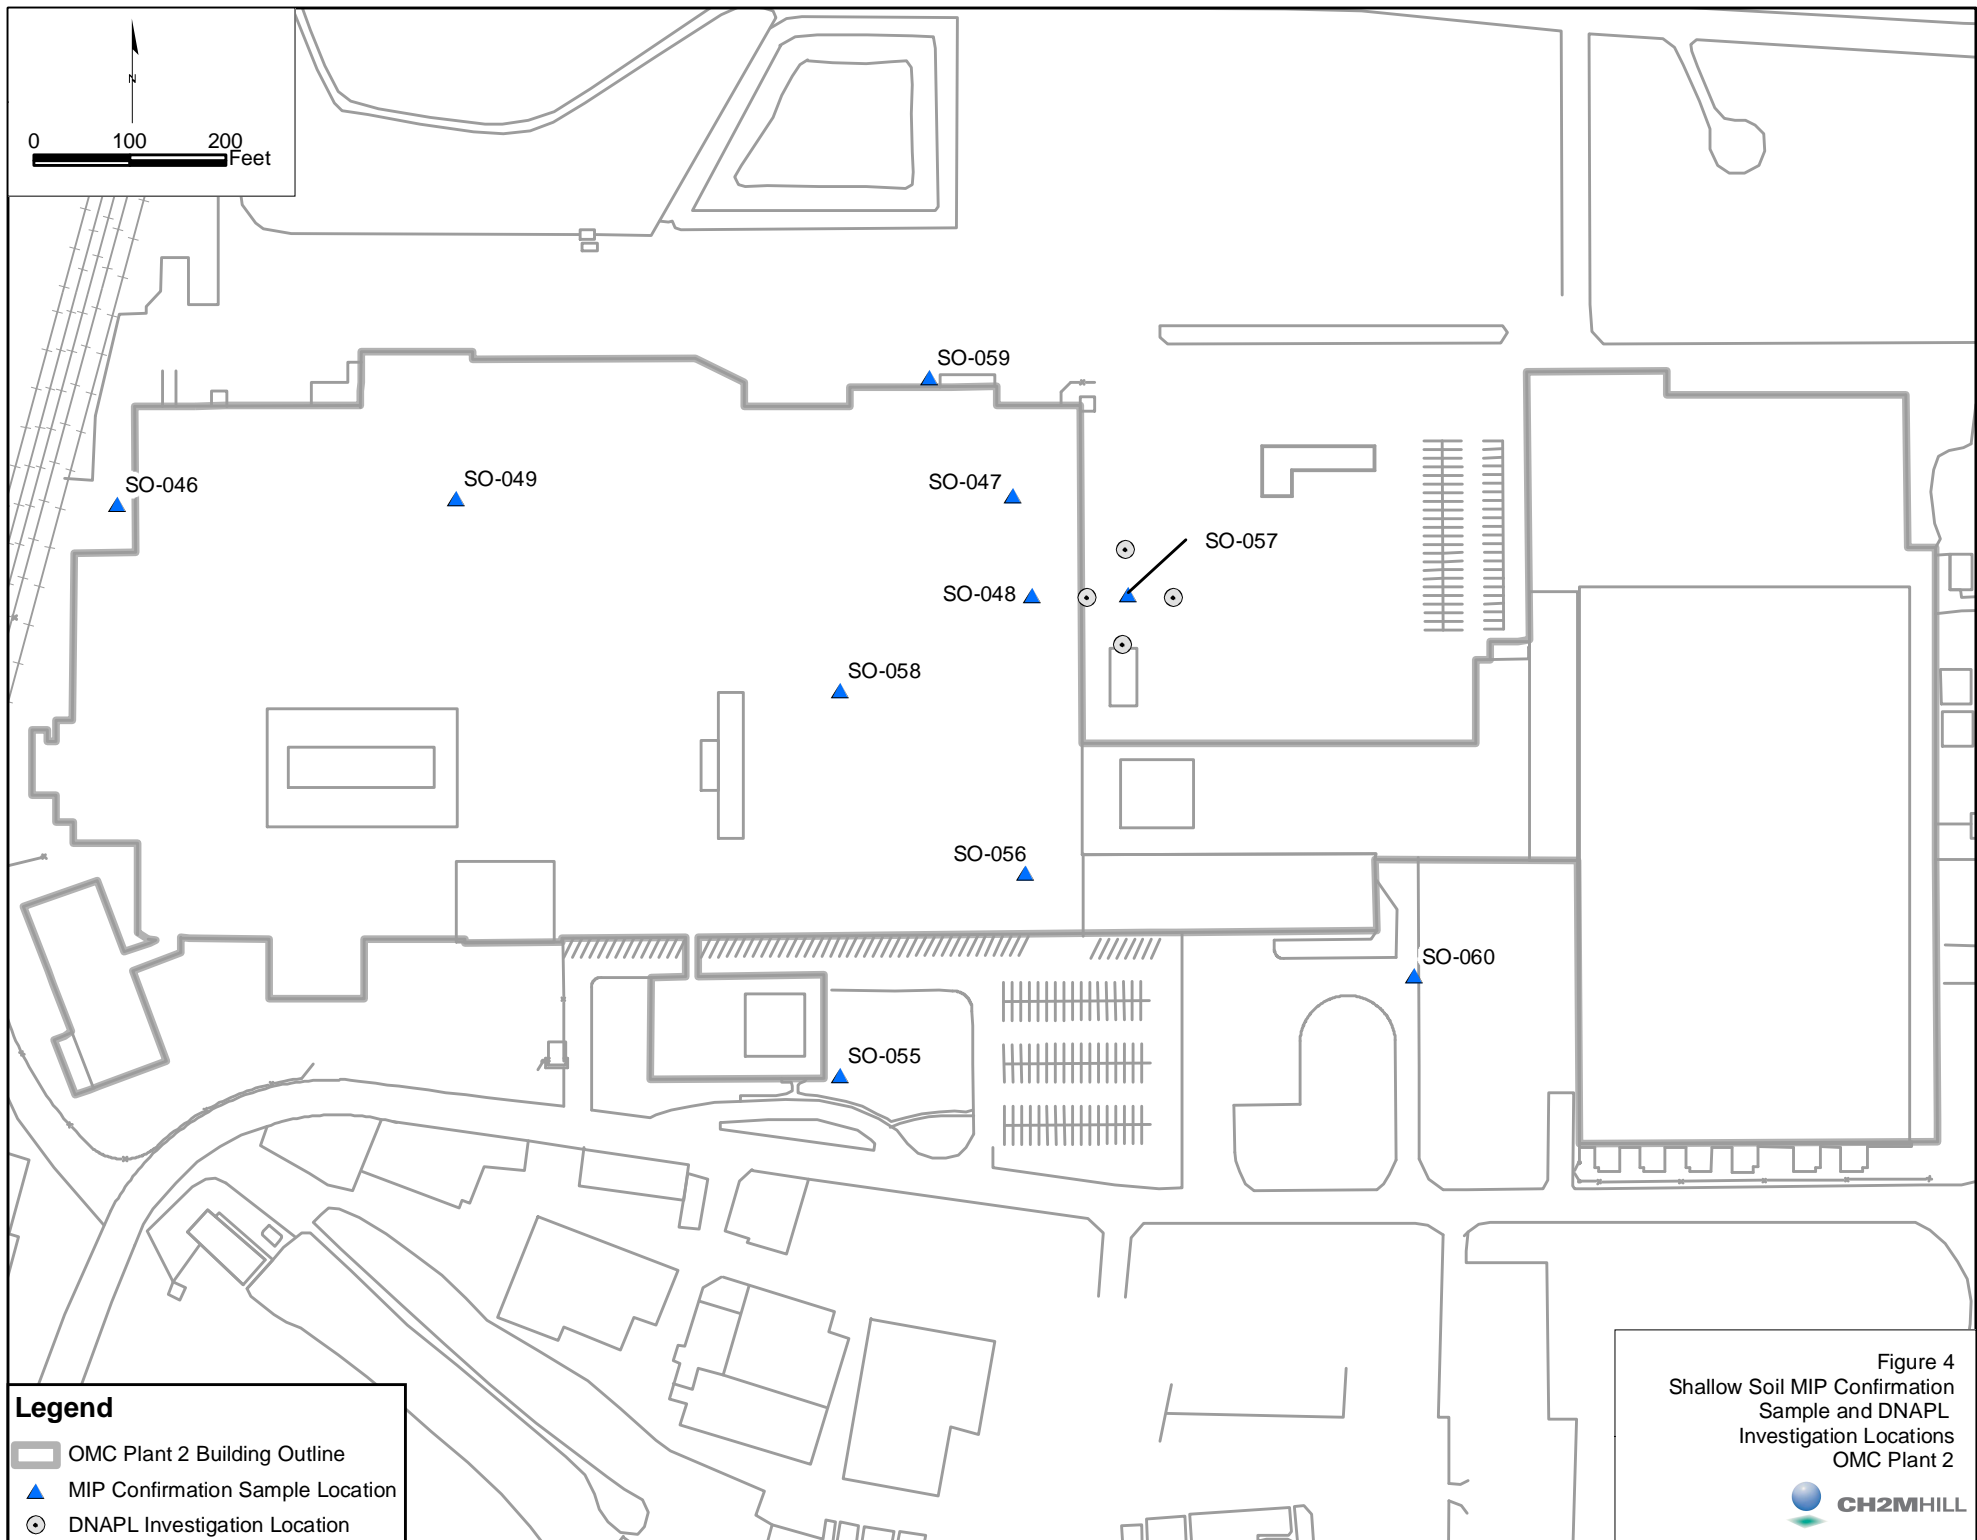 N
0 100 200
Feet
SO-059
SO-046
SO-049
SO-047
SO-057
SO-048
SO-058
SO-056
SO-060
SO-055
Legend
OMC Plant 2 Building Outline
MIP Confirmation Sample Location
DNAPL Investigation Location
Figure 4
Shallow Soil MIP Confirmation
Sample and DNAPL
Investigation Locations
OMC Plant 2
CH2MHILL